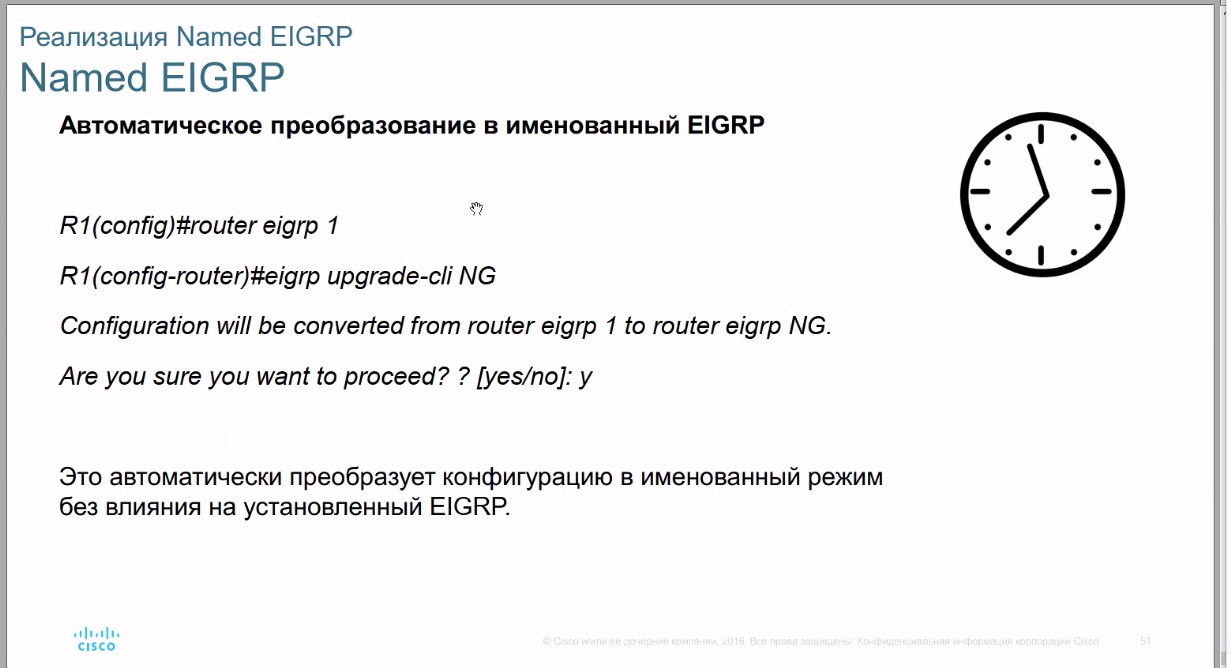 Реализация Named EIGRP
Named EIGRP
Автоматическое преобразование в именованный EIGRP
R1(config)#router eigrp 1
R1(config-router)#eigrp upgrade-cli NG
Configuration will be converted from router eigrp 1 to router eigrp NG.
Are you sure you want to proceed? ? [yes/no]: y
Это автоматически преобразует конфигурацию в именованный режим
без влияния на установленный EIGRP.
CISCO
© Cisco и/или ее дочерние компании, 2016. Все права защищены. Конфиденциальная информация корпорации Cisco
51